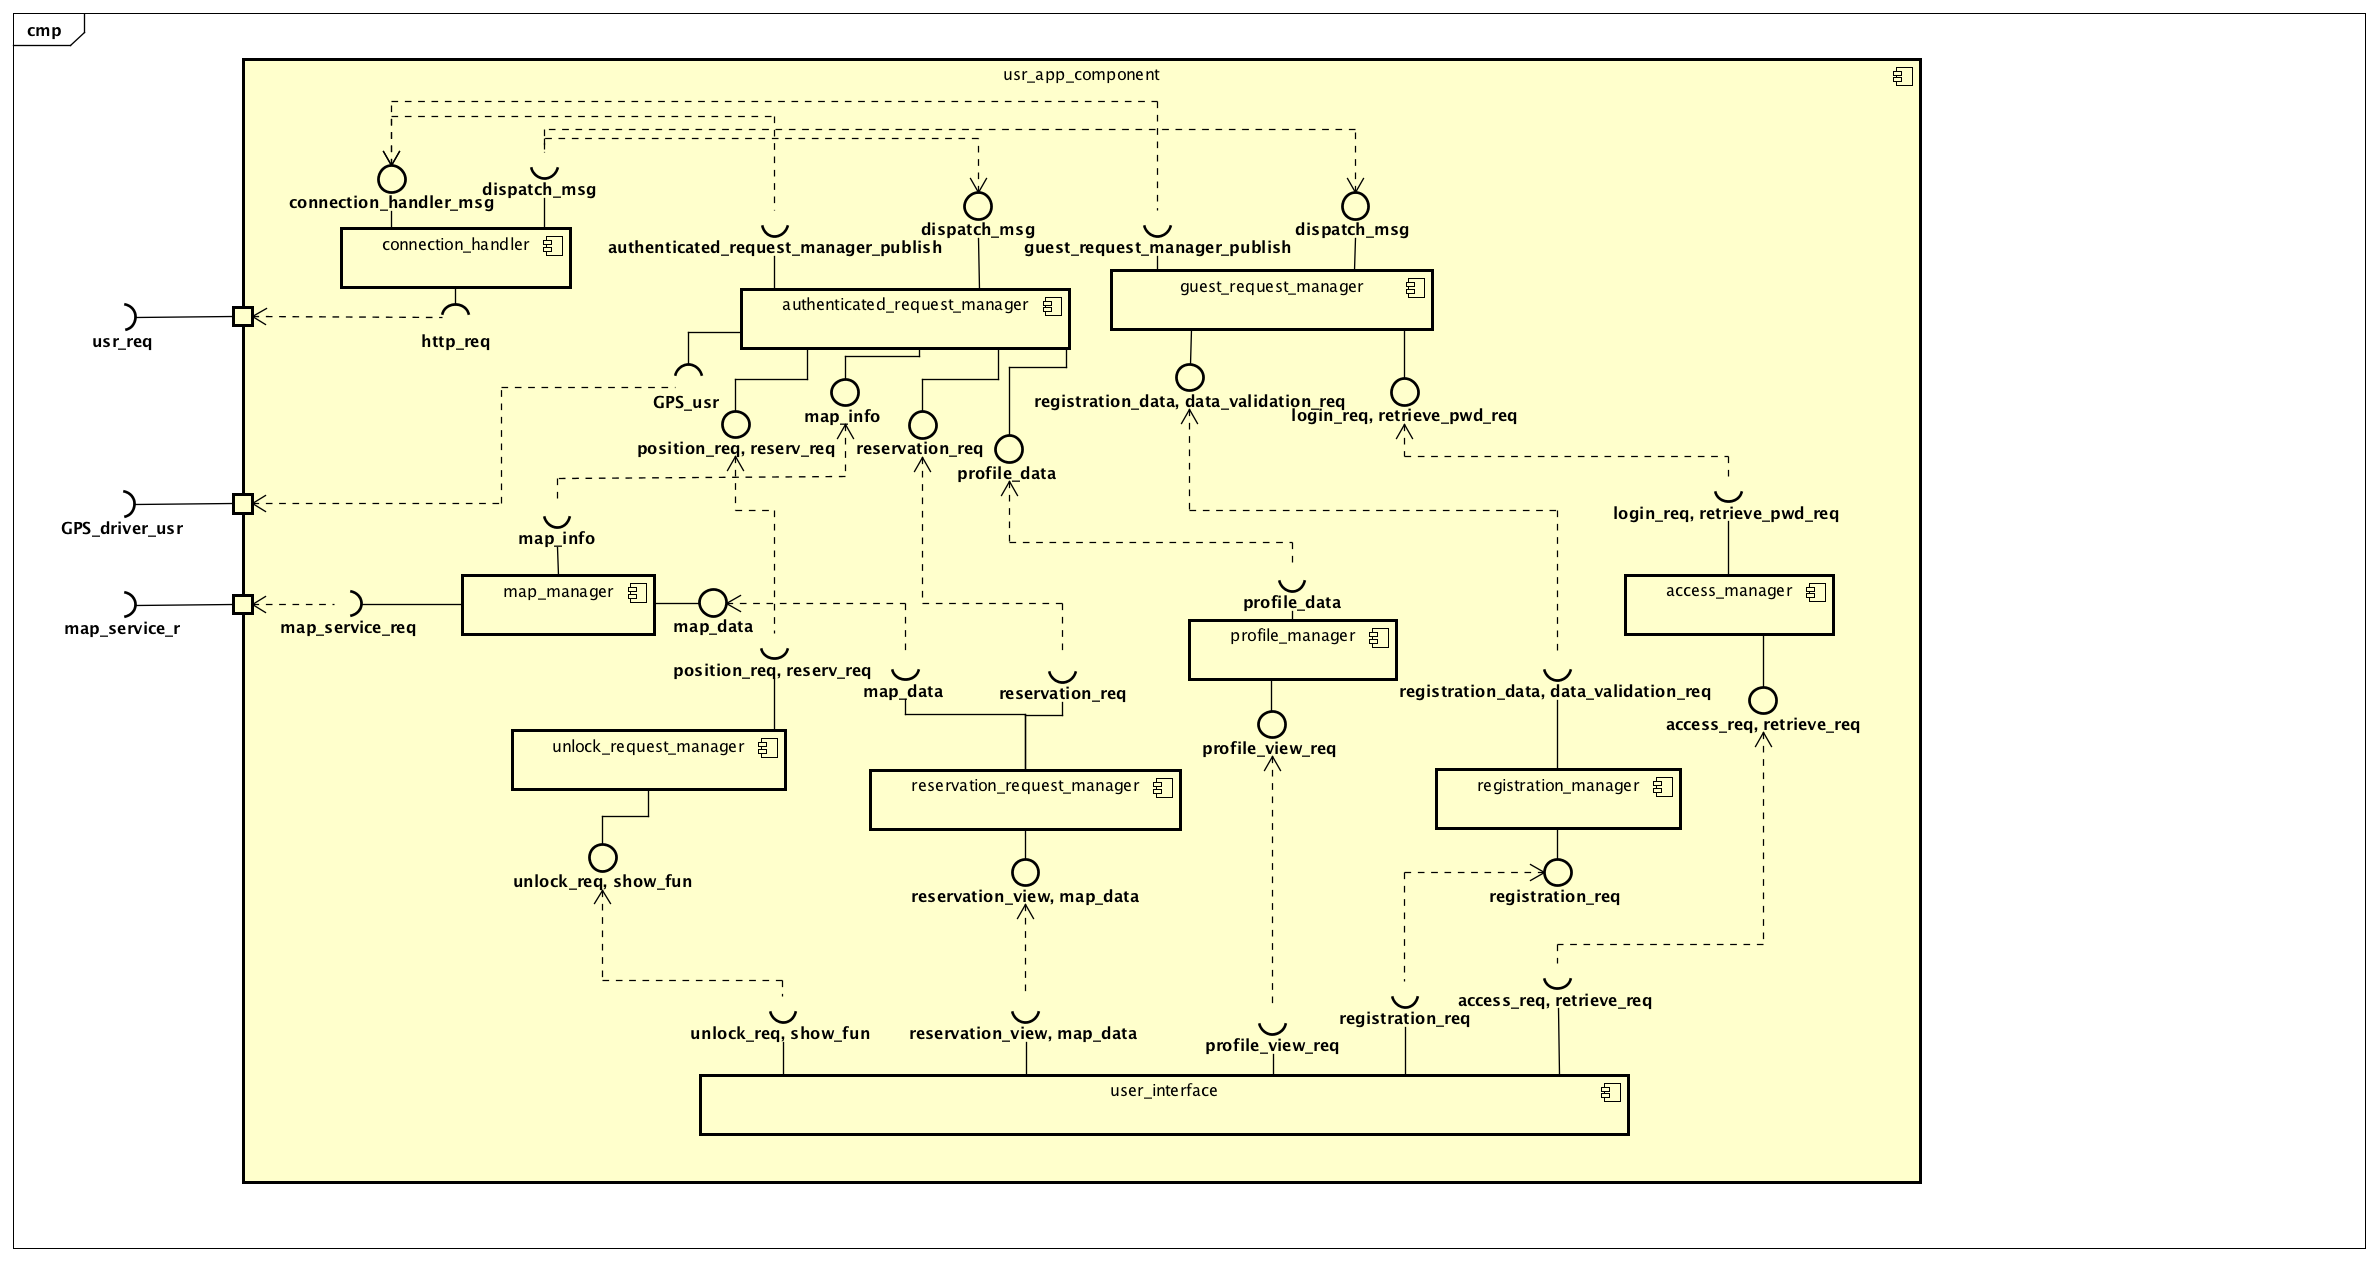 cmp
usr_app_component
connection_handler_msg
dispatch_msg
authenticated_request_manager_publish
dispatch_msg
guest_request_manager_publish
dispatch_msg
connection_handler
authenticated_request_manager
guest_request_manager
usr_req
http_req
GPS_usr
map_info
registration_data, data_validation_req
login_req, retrieve_pwd_req
position_req, reserv_req
reservation_req
profile_data
GPS_driver_usr
map_info
login_req, retrieve_pwd_req
map_manager
access_manager
map_service_r
map_service_req
map_data
profile_data
profile_manager
position_req, reserv_req
map_data
reservation_req
registration_data, data_validation_req
access_req, retrieve_req
unlock_request_manager
profile_view_req
reservation_request_manager
registration_manager
unlock_req, show_fun
reservation_view, map_data
registration_req
access_req, retrieve_req
registration_req
unlock_req, show_fun
reservation_view, map_data
profile_view_req
user_interface